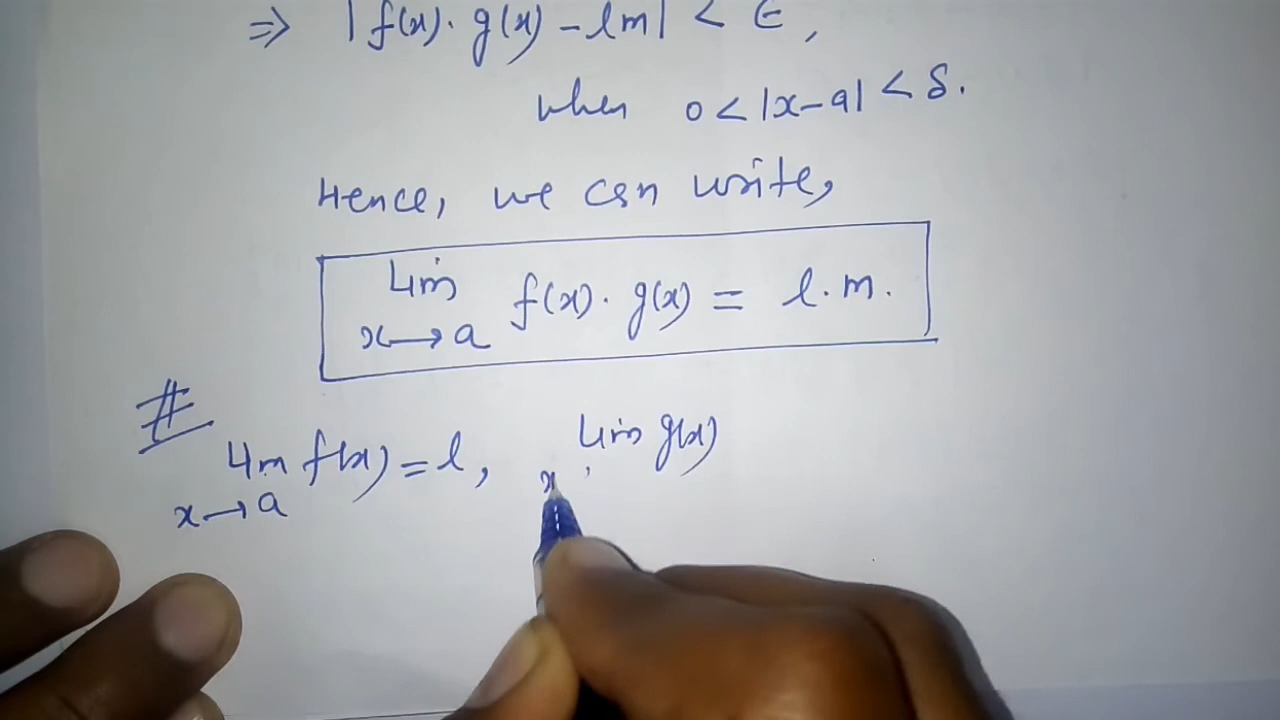 ⇒ |f(x)· g(x) – lm| < ∈,
when 0 < |x – a| < δ.
Hence, we can write,
Lim f(x)· g(x) = l·m.
x→a
#
Lim f(x) = l, Lim g(x)
x→a x